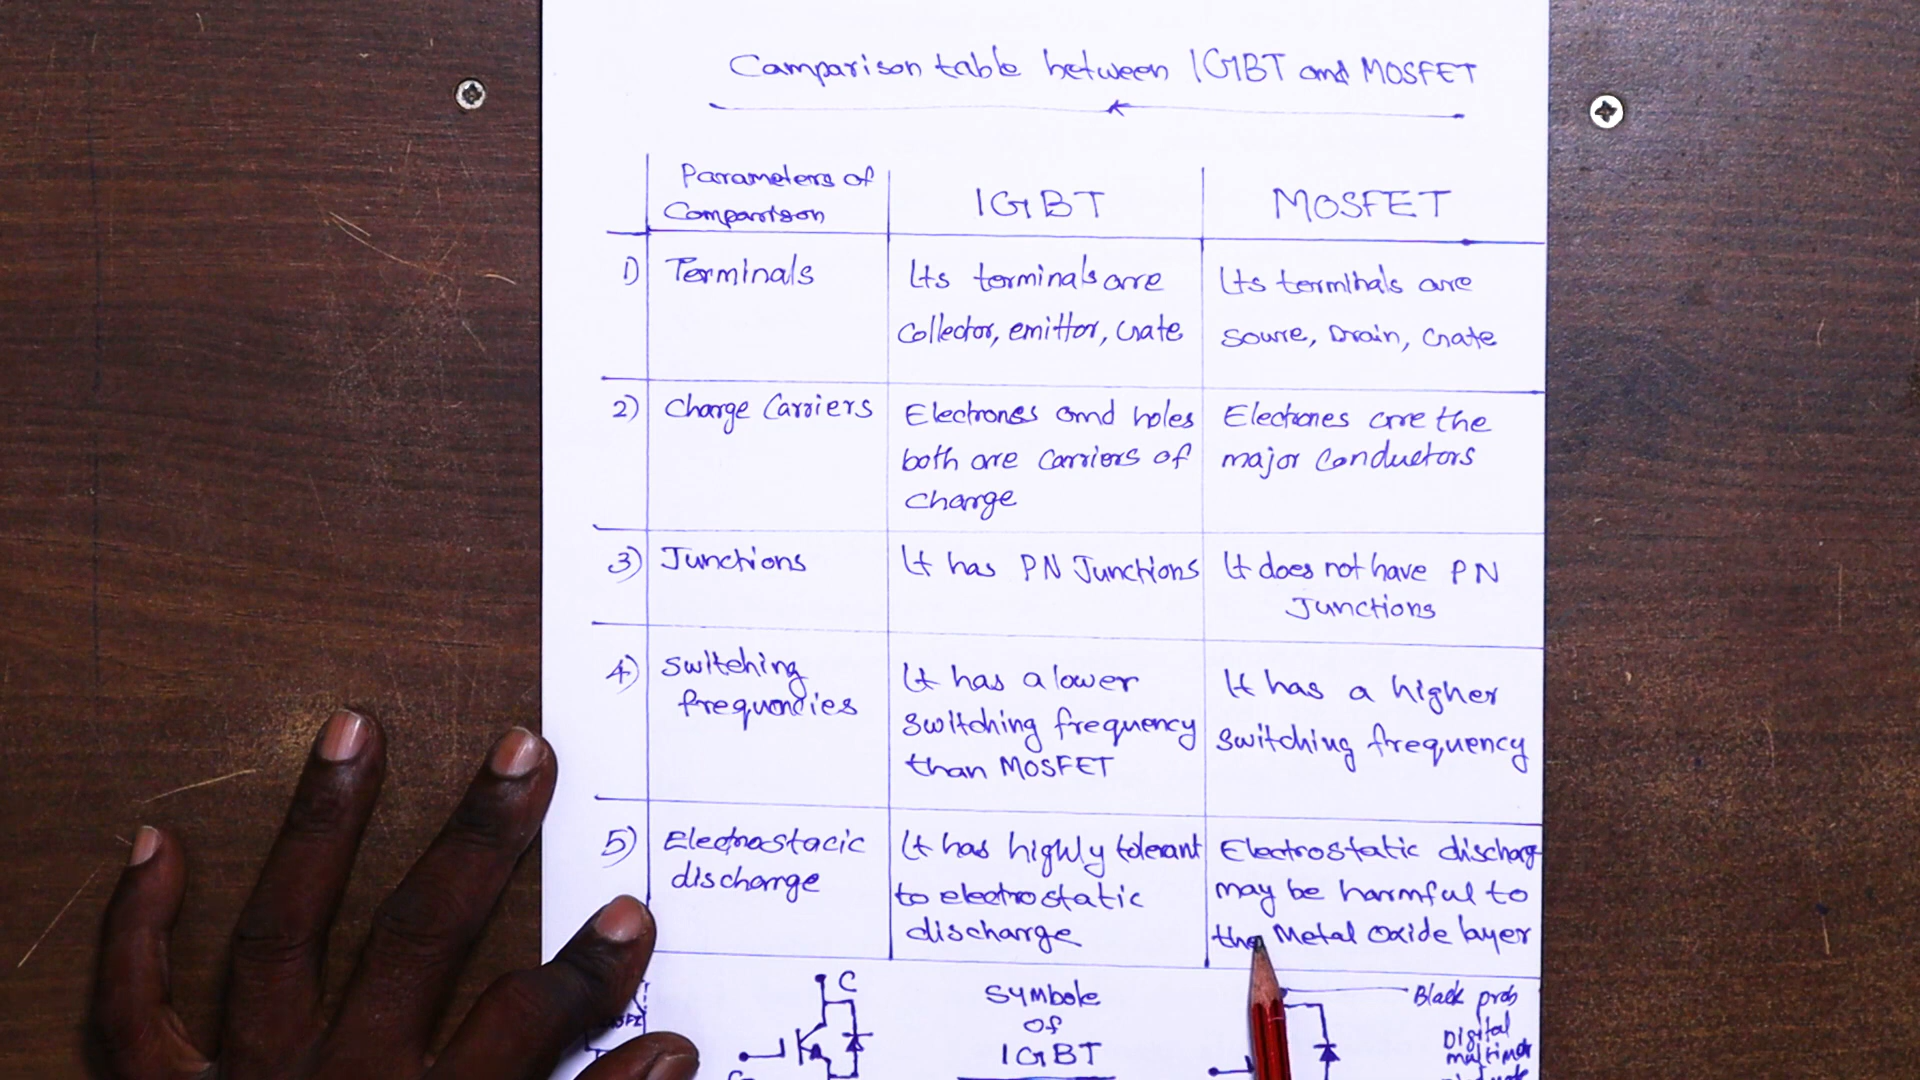 Comparison table between IGBT and MOSFET
Parameters of
Comparison
IGBT
MOSFET
1) Terminals
Its terminals are
Collector, emittor, Gate
Its terminals are
Sourre, Drain, Gate
2) Charge Carriers
Electrones and holes
both are carriers of
charge
Electrones are the
major conductors
3) Junctions
It has PN Junctions
It does not have PN
Junctions
4) Switching
frequencies
It has a lower
switching frequency
than MOSFET
It has a higher
switching frequency
5) Electrostacic
discharge
It has highly tolerant
to electrostatic
discharge
Electrostatic discharg
may be harmful to
the Metal Oxide layer
C
Symbole
of
IGBT
Black prob
Digital